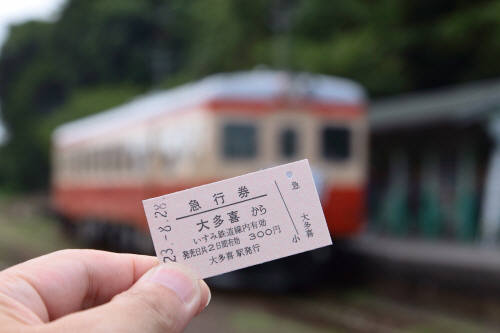 23.-8.28
急行券
大多喜から
いすみ鉄道線内有効
発売日共2日間有効 300円
大多喜駅発行
急
大多喜
小